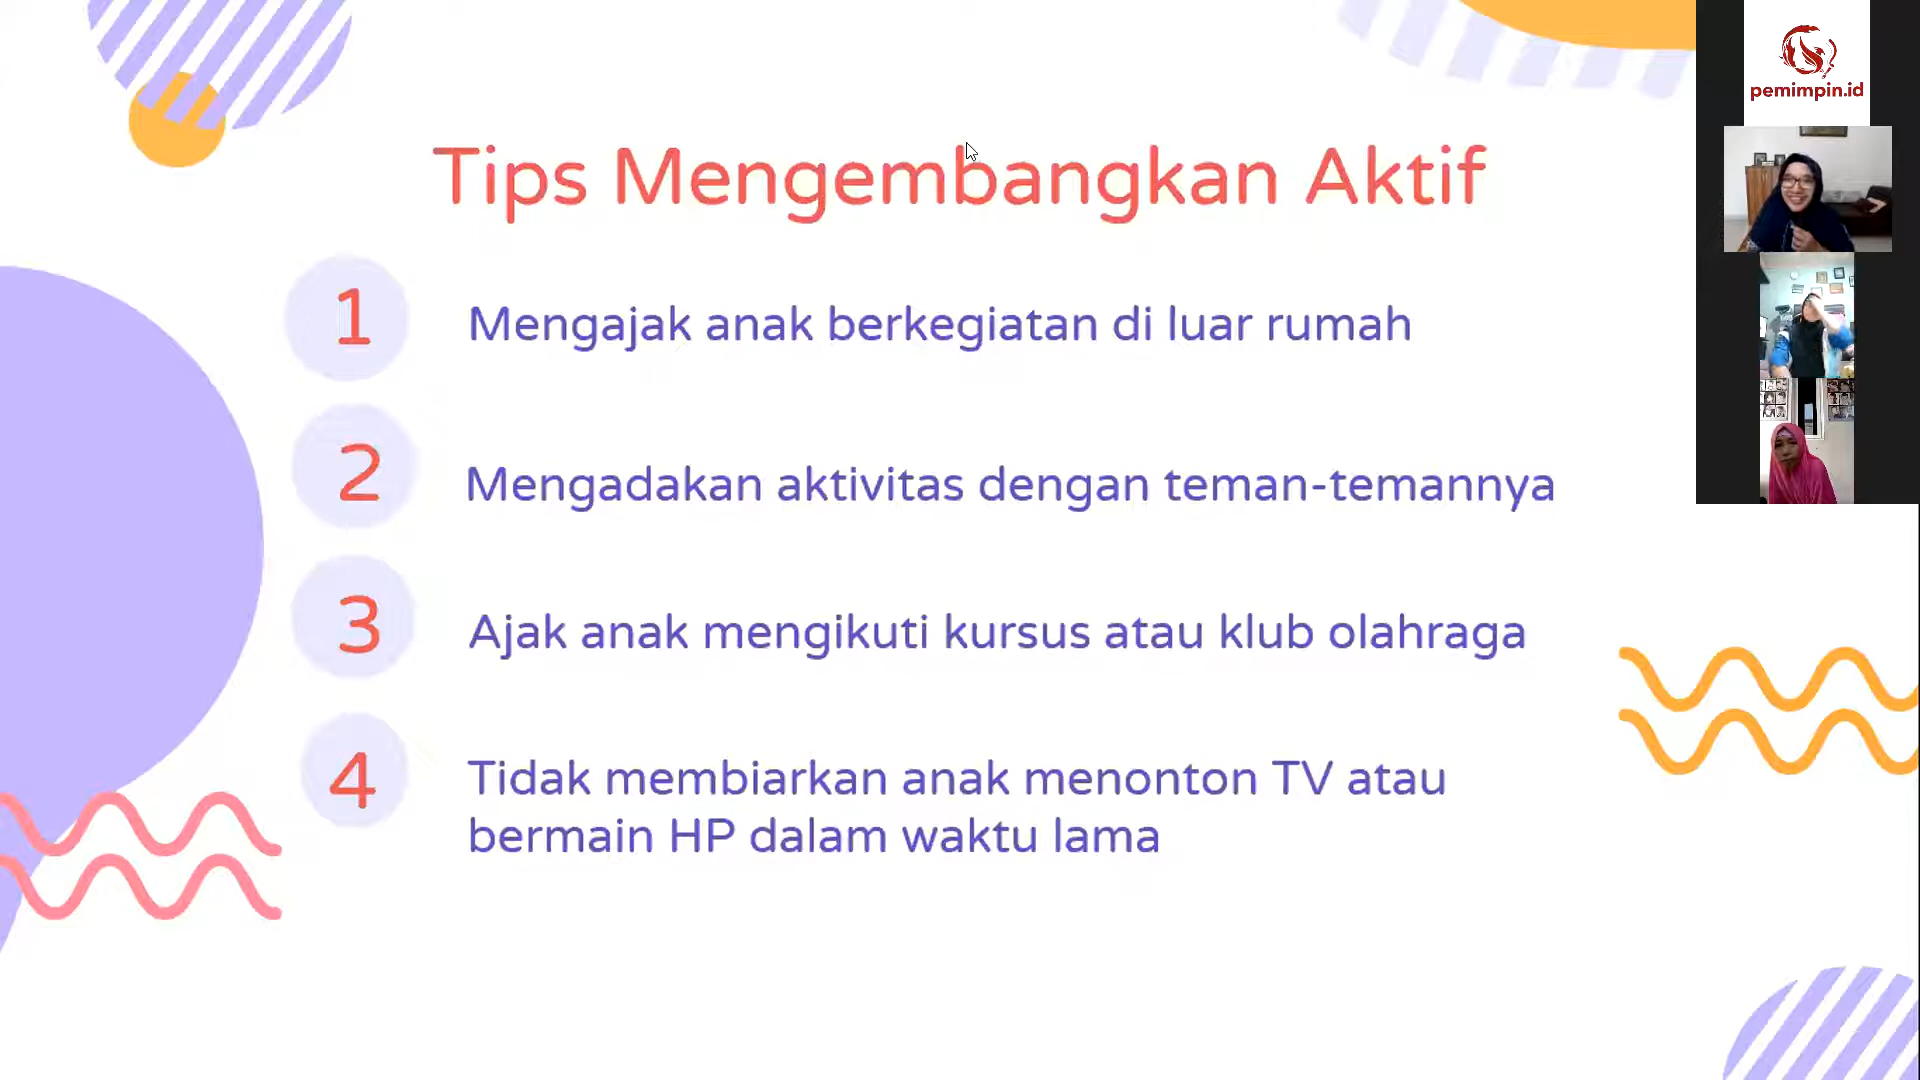 Tips Mengembangkan Aktif
1
Mengajak anak berkegiatan di luar rumah
2
Mengadakan aktivitas dengan teman-temannya
3
Ajak anak mengikuti kursus atau klub olahraga
4
Tidak membiarkan anak menonton TV atau
bermain HP dalam waktu lama
pemimpin.id